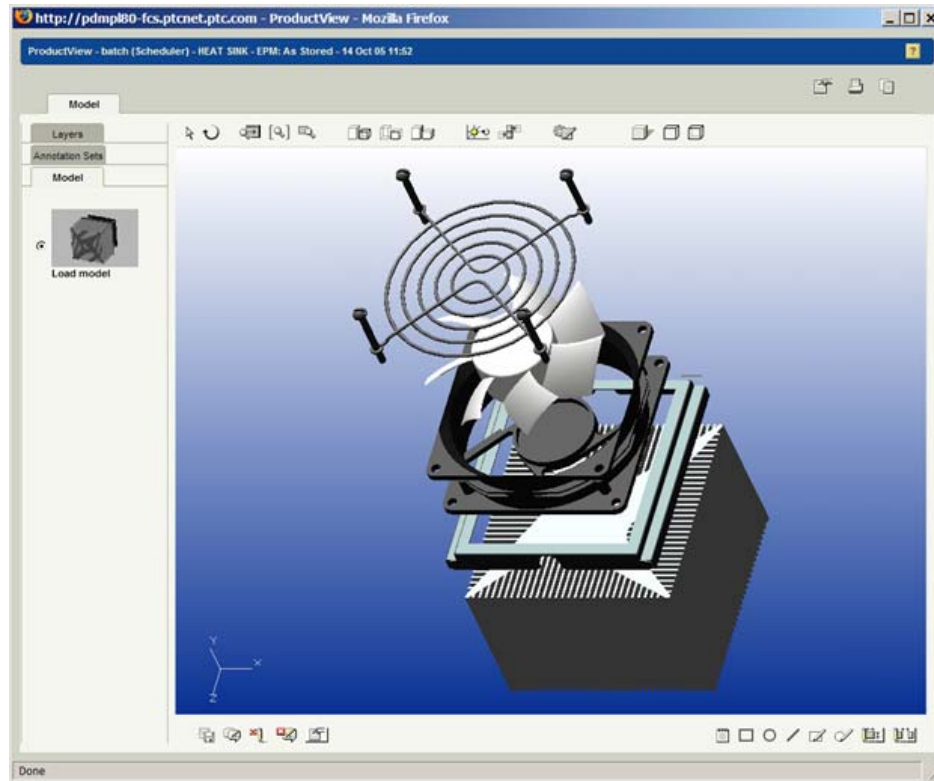 http://pdmpl80-fcs.ptcnet.ptc.com - ProductView - Mozilla Firefox
ProductView - batch (Scheduler) - HEAT SINK - EPM: As Stored - 14 Oct 05 11:52
?
Model
Layers
Annotation Sets
Model
Load model
Y
X
Z
Done